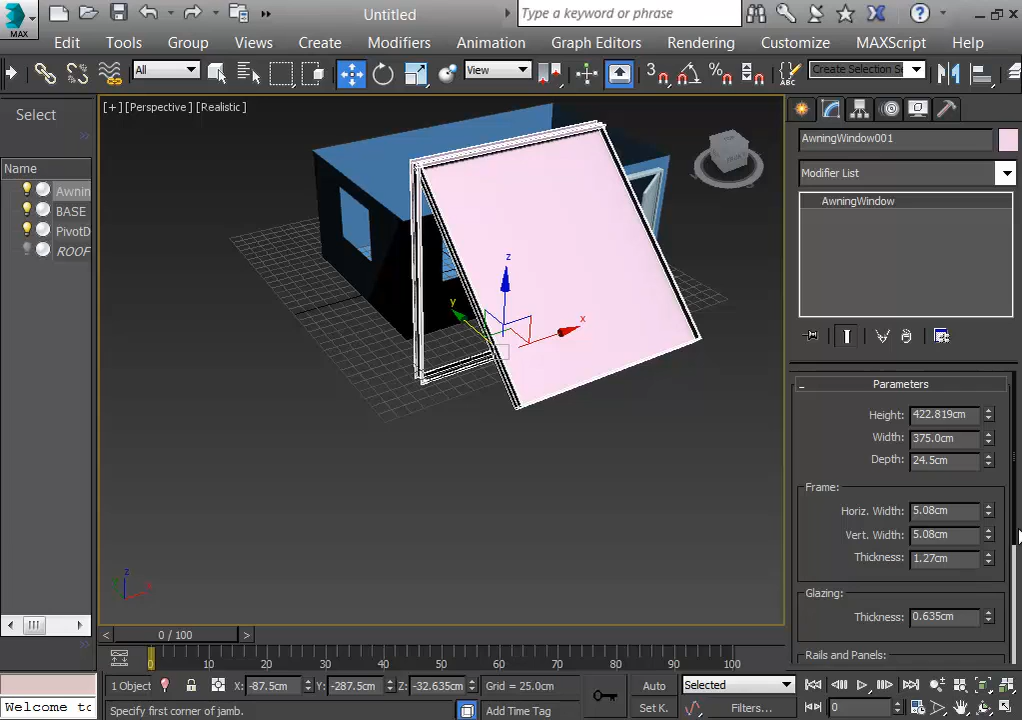 MAX
Untitled
Type a keyword or phrase
Edit Tools Group Views Create Modifiers Animation Graph Editors Rendering Customize MAXScript Help
All
View
3
Create Selection Se
Select
[+] [Perspective] [Realistic]
AwningWindow001
Name
Modifier List
Awnin
BASE
PivotD
ROOF
AwningWindow
z
y
x
Parameters
Height: 422.819cm
Width: 375.0cm
Depth: 24.5cm
Frame:
Horiz. Width: 5.08cm
Vert. Width: 5.08cm
Thickness: 1.27cm
Glazing:
Thickness: 0.635cm
Rails and Panels:
z
0 / 100
0 10 20 30 40 50 60 70 80 90 100
1 Object
X: -87.5cm Y: -287.5cm Z: -32.635cm Grid = 25.0cm
Auto Selected
Welcome to
Specify first corner of jamb.
Add Time Tag
Set K. Filters... 0